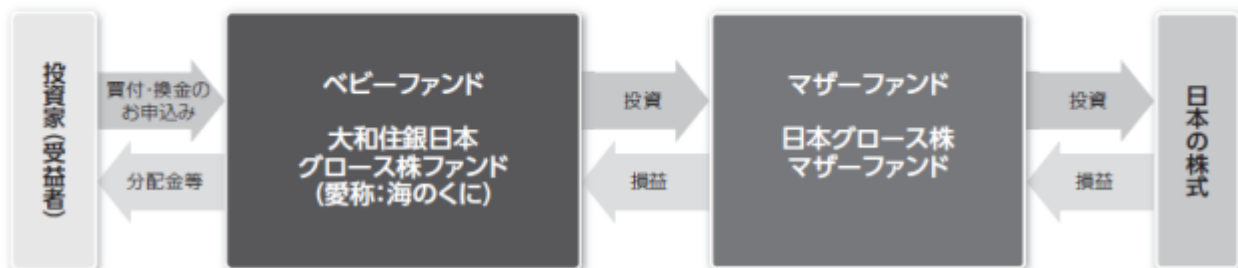 投資家(受益者)
買付・換金の
お申込み
分配金等
ベビーファンド
大和住銀日本
グロース株ファンド
(愛称:海のくに)
投資
損益
マザーファンド
日本グロース株
マザーファンド
投資
損益
日本の株式